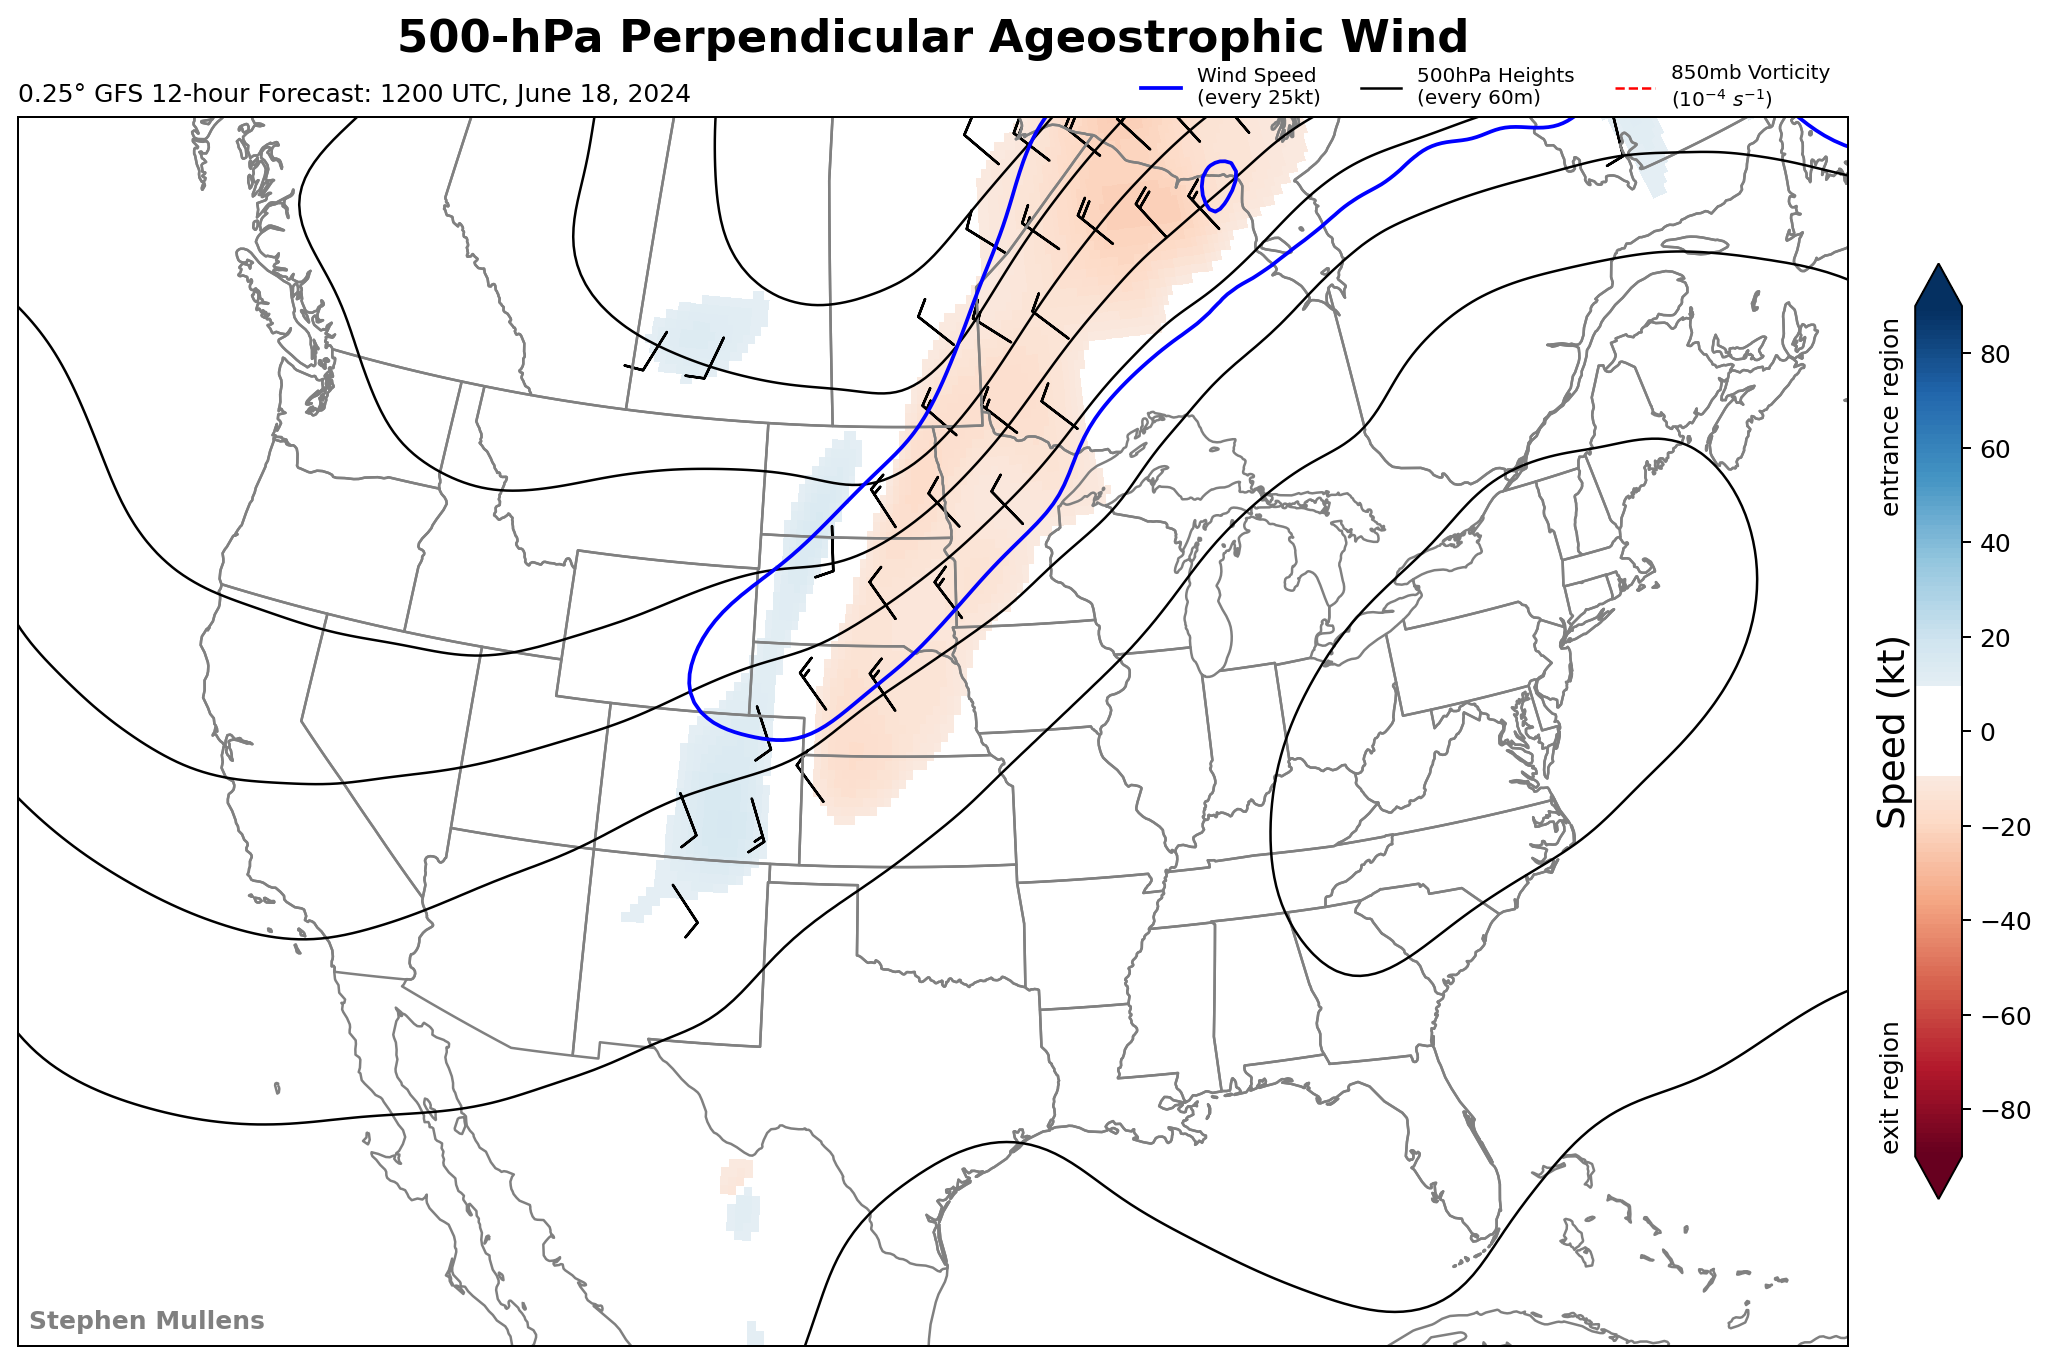 500-hPa Perpendicular Ageostrophic Wind
0.25° GFS 12-hour Forecast: 1200 UTC, June 18, 2024
Wind Speed
(every 25kt)
500hPa Heights
(every 60m)
850mb Vorticity
(10⁻⁴ s⁻¹)
entrance region
Speed (kt)
exit region
80
60
40
20
0
−20
−40
−60
−80
Stephen Mullens